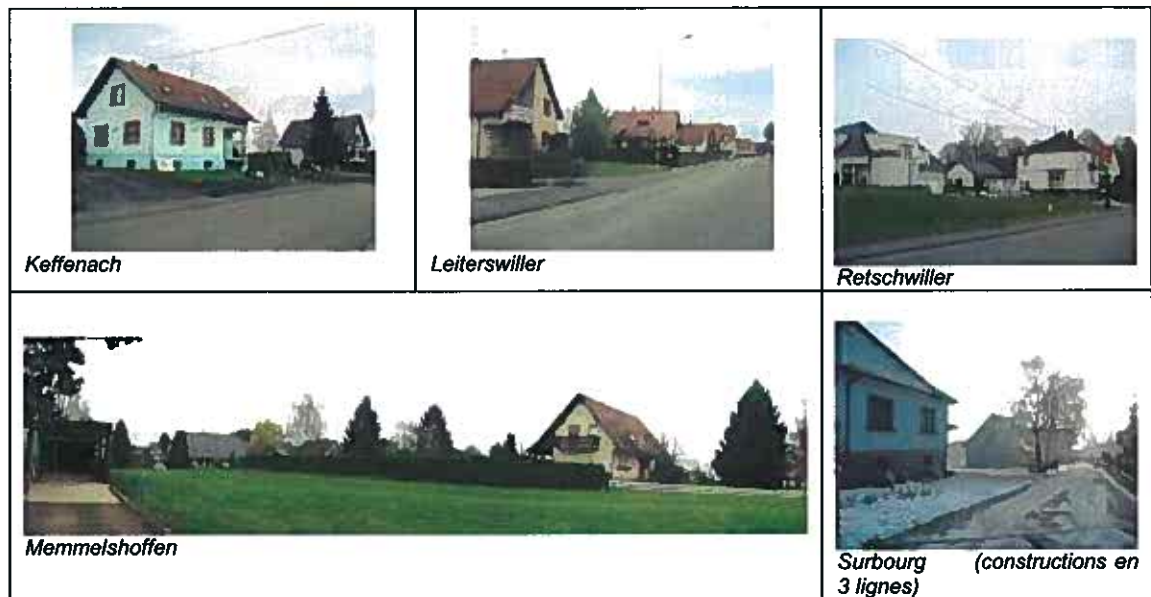 Keffenach
Leiterswiller
Retschwiller
Memmelshoffen
Surbourg (constructions en
3 lignes)